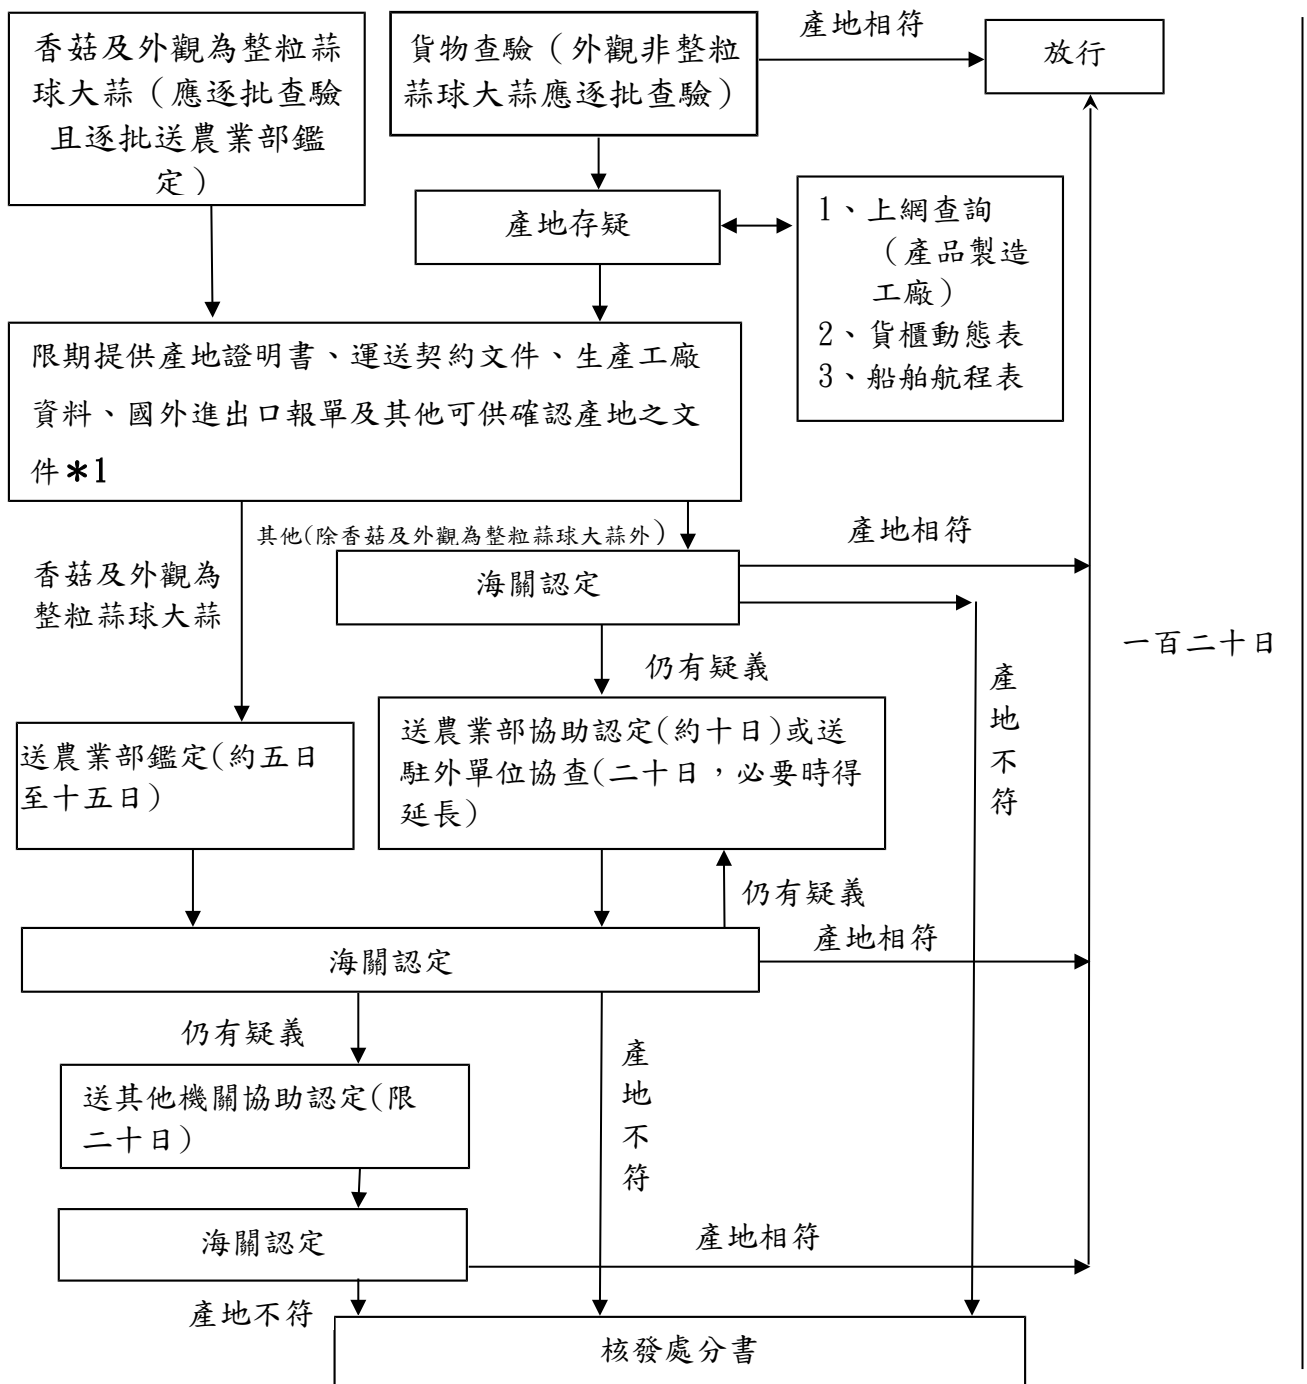 香菇及外觀為整粒蒜
球大蒜（應逐批查驗
且逐批送農業部鑑
定）
貨物查驗（外觀非整粒
蒜球大蒜應逐批查驗）
產地相符
放行
產地存疑
1、上網查詢
（產品製造
工廠）
2、貨櫃動態表
3、船舶航程表
限期提供產地證明書、運送契約文件、生產工廠
資料、國外進出口報單及其他可供確認產地之文
件＊1
其他(除香菇及外觀為整粒蒜球大蒜外）
產地相符
香菇及外觀為
整粒蒜球大蒜
海關認定
一百二十日
仍有疑義
產
地
不
符
送農業部鑑定(約五日
至十五日)
送農業部協助認定(約十日)或送
駐外單位協查(二十日，必要時得
延長)
仍有疑義
產地相符
海關認定
仍有疑義
產
地
不
符
送其他機關協助認定(限
二十日)
海關認定
產地相符
產地不符
核發處分書